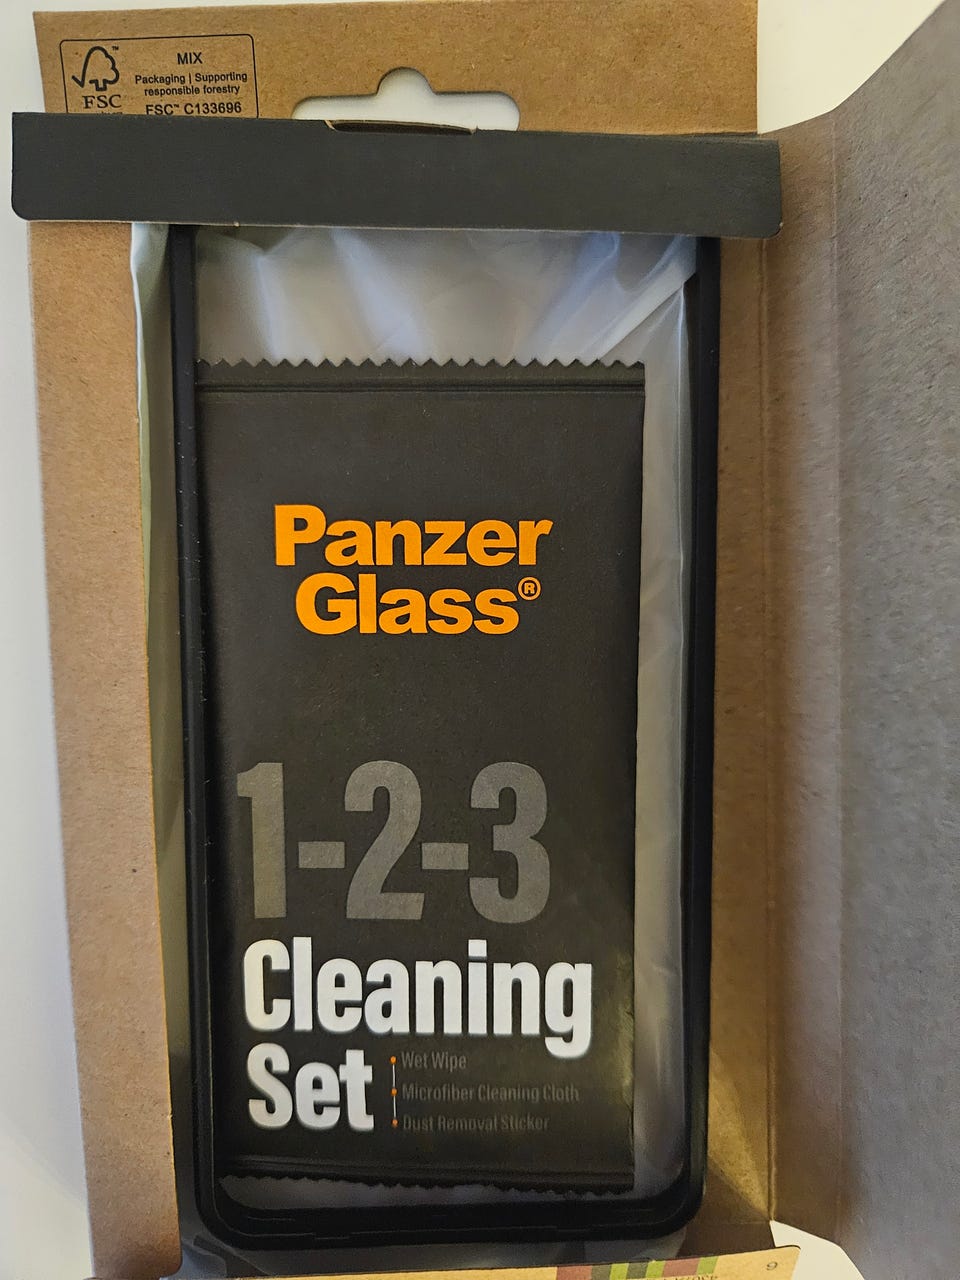 MIX
Packaging | Supporting
responsible forestry
FSC™ C133696
FSC
Panzer
Glass®
1-2-3
Cleaning
Set
Wet Wipe
Microfiber Cleaning Cloth
Dust Removal Sticker